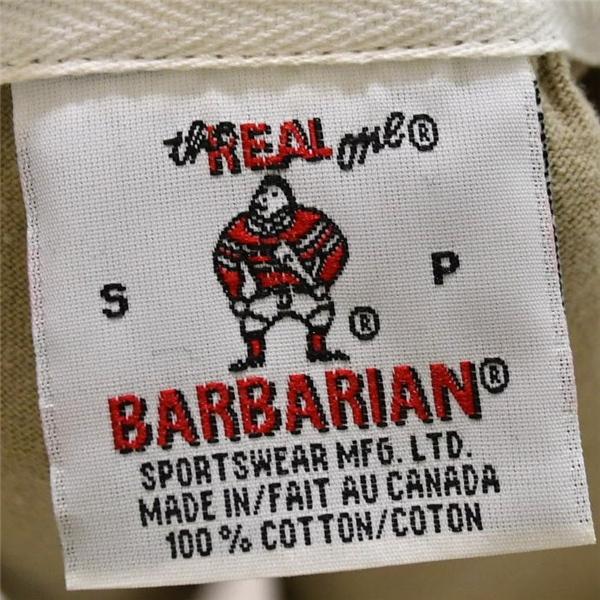 the REAL one®
S P
®
BARBARIAN®
SPORTSWEAR MFG. LTD.
MADE IN/FAIT AU CANADA
100 % COTTON/COTON